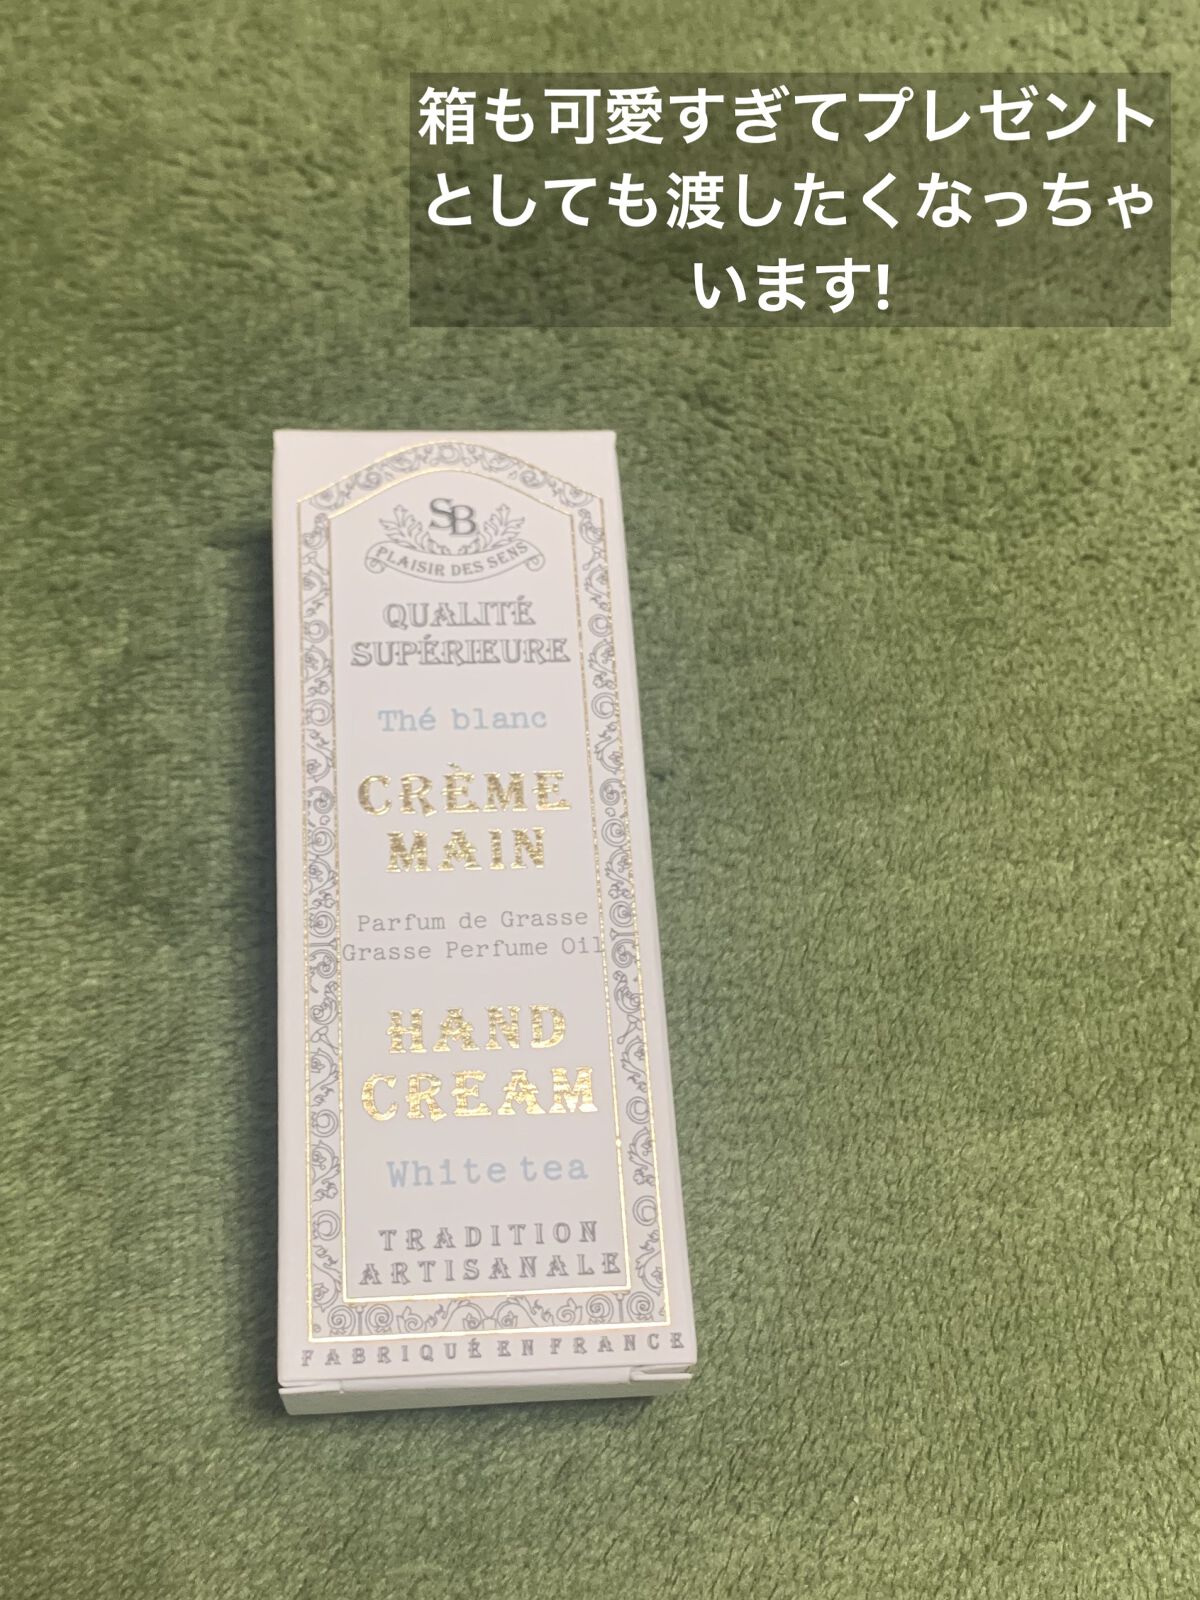 箱も可愛すぎてプレゼント
としても渡したくなっちゃ
います!
SB
PLAISIR DES SENS
QUALITÉ
SUPÉRIEURE
Thé blanc
CRÈME
MAIN
Parfum de Grasse
Grasse Perfume Oil
HAND
CREAM
White tea
TRADITION
ARTISANALE
FABRIQUÉ EN FRANCE